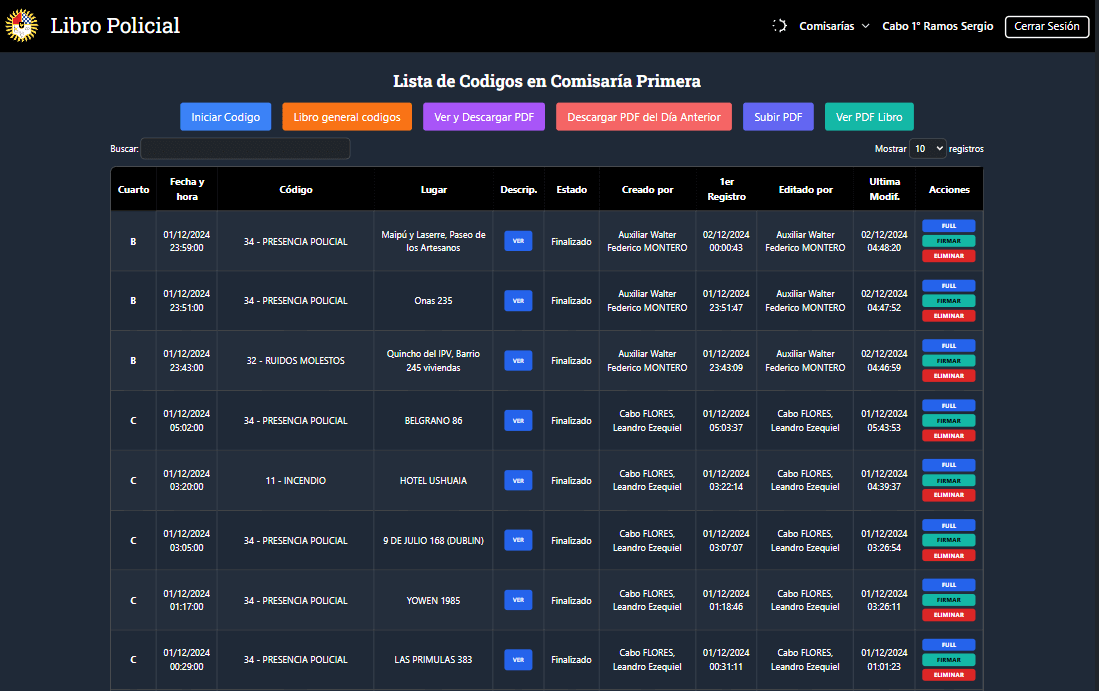 Libro Policial
Comisarías
Cabo 1° Ramos Sergio
Cerrar Sesión
Lista de Codigos en Comisaría Primera
Iniciar Codigo
Libro general codigos
Ver y Descargar PDF
Descargar PDF del Día Anterior
Subir PDF
Ver PDF Libro
Buscar:
Mostrar 10 registros
Cuarto
Fecha y
hora
Código
Lugar
Descrip.
Estado
Creado por
1er
Registro
Editado por
Ultima
Modif.
Acciones
B
01/12/2024
23:59:00
34 - PRESENCIA POLICIAL
Maipú y Laserre, Paseo de
los Artesanos
VER
Finalizado
Auxiliar Walter
Federico MONTERO
02/12/2024
00:00:43
Auxiliar Walter
Federico MONTERO
02/12/2024
04:48:20
FULL
FIRMAR
ELIMINAR
B
01/12/2024
23:51:00
34 - PRESENCIA POLICIAL
Onas 235
VER
Finalizado
Auxiliar Walter
Federico MONTERO
01/12/2024
23:51:47
Auxiliar Walter
Federico MONTERO
02/12/2024
04:47:52
FULL
FIRMAR
ELIMINAR
B
01/12/2024
23:43:00
32 - RUIDOS MOLESTOS
Quincho del IPV, Barrio
245 viviendas
VER
Finalizado
Auxiliar Walter
Federico MONTERO
01/12/2024
23:43:09
Auxiliar Walter
Federico MONTERO
02/12/2024
04:46:59
FULL
FIRMAR
ELIMINAR
C
01/12/2024
05:02:00
34 - PRESENCIA POLICIAL
BELGRANO 86
VER
Finalizado
Cabo FLORES,
Leandro Ezequiel
01/12/2024
05:03:37
Cabo FLORES,
Leandro Ezequiel
01/12/2024
05:43:53
FULL
FIRMAR
ELIMINAR
C
01/12/2024
03:20:00
11 - INCENDIO
HOTEL USHUAIA
VER
Finalizado
Cabo FLORES,
Leandro Ezequiel
01/12/2024
03:22:14
Cabo FLORES,
Leandro Ezequiel
01/12/2024
04:39:37
FULL
FIRMAR
ELIMINAR
C
01/12/2024
03:05:00
34 - PRESENCIA POLICIAL
9 DE JULIO 168 (DUBLIN)
VER
Finalizado
Cabo FLORES,
Leandro Ezequiel
01/12/2024
03:07:07
Cabo FLORES,
Leandro Ezequiel
01/12/2024
03:26:54
FULL
FIRMAR
ELIMINAR
C
01/12/2024
01:17:00
34 - PRESENCIA POLICIAL
YOWEN 1985
VER
Finalizado
Cabo FLORES,
Leandro Ezequiel
01/12/2024
01:18:46
Cabo FLORES,
Leandro Ezequiel
01/12/2024
03:26:11
FULL
FIRMAR
ELIMINAR
C
01/12/2024
00:29:00
34 - PRESENCIA POLICIAL
LAS PRIMULAS 383
VER
Finalizado
Cabo FLORES,
Leandro Ezequiel
01/12/2024
00:31:11
Cabo FLORES,
Leandro Ezequiel
01/12/2024
01:01:23
FULL
FIRMAR
ELIMINAR